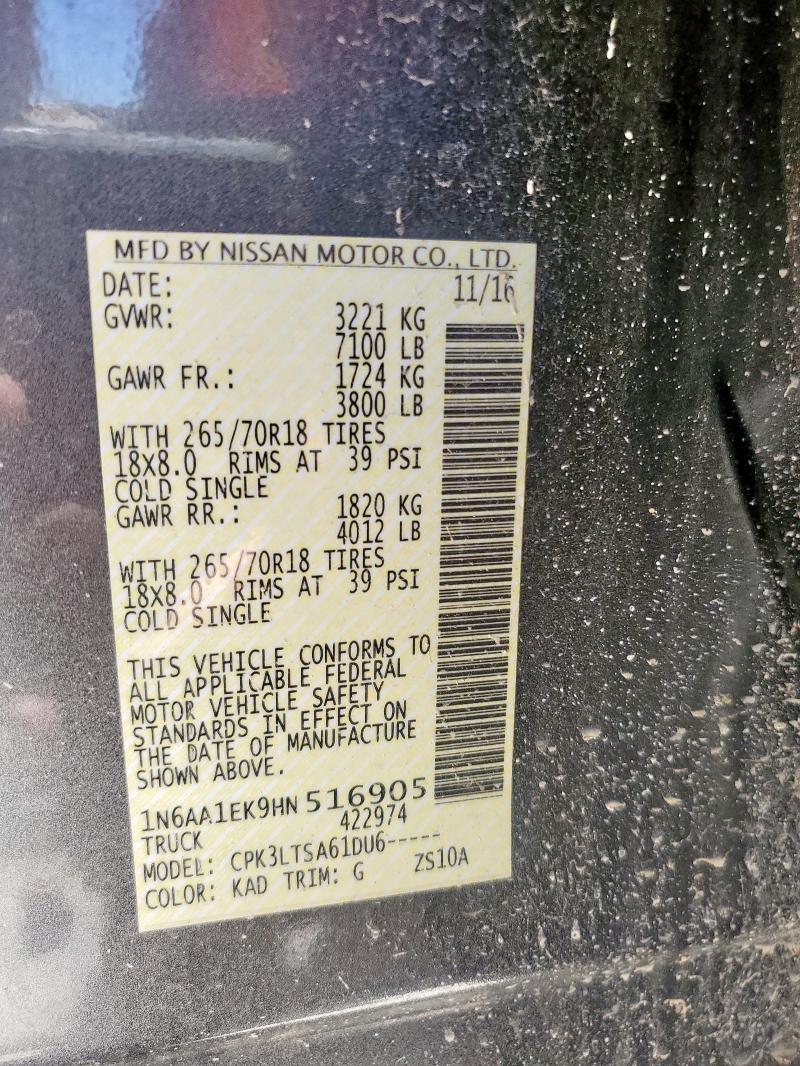 MFD BY NISSAN MOTOR CO., LTD.
DATE: 11/16
GVWR: 3221 KG
7100 LB
GAWR FR.: 1724 KG
3800 LB
WITH 265/70R18 TIRES
18X8.0 RIMS AT 39 PSI
COLD SINGLE
GAWR RR.: 1820 KG
4012 LB
WITH 265/70R18 TIRES
18X8.0 RIMS AT 39 PSI
COLD SINGLE
THIS VEHICLE CONFORMS TO
ALL APPLICABLE FEDERAL
MOTOR VEHICLE SAFETY
STANDARDS IN EFFECT ON
THE DATE OF MANUFACTURE
SHOWN ABOVE.
1N6AA1EK9HN516905
422974
TRUCK
MODEL: CPK3LTSA61DU6-----
COLOR: KAD TRIM: G ZS10A